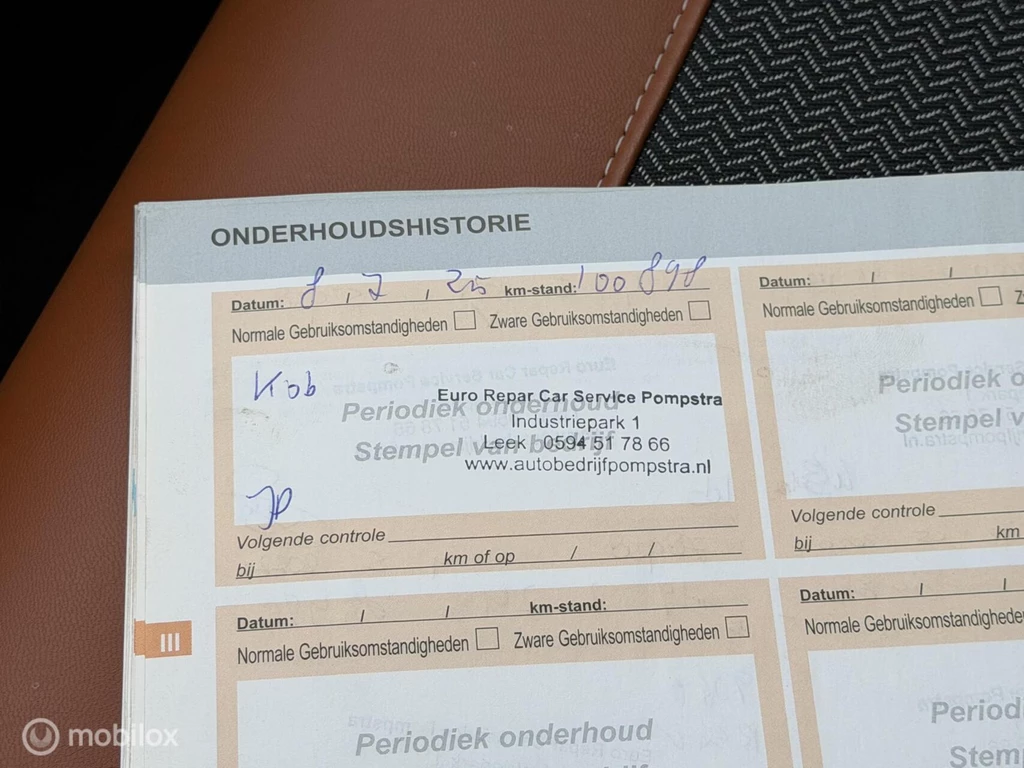 ONDERHOUDSHISTORIE
Datum: 8, 7, 25 km-stand: 100898
Normale Gebruiksomstandigheden Zware Gebruiksomstandigheden
Periodiek onderhoud
Stempel van bedrijf
Euro Repar Car Service Pompstra
Industriepark 1
Leek 0594 51 78 66
www.autobedrijfpompstra.nl
Volgende controle
bij km of op / /
Datum: / /
Normale Gebruiksomstandigheden
Periodiek
Stempel
Volgende controle
bij km
III
Datum: / / km-stand:
Normale Gebruiksomstandigheden Zware Gebruiksomstandigheden
Periodiek onderhoud
Datum: / /
Normale Gebruiksomstandighede
Period
Stem
mobilox